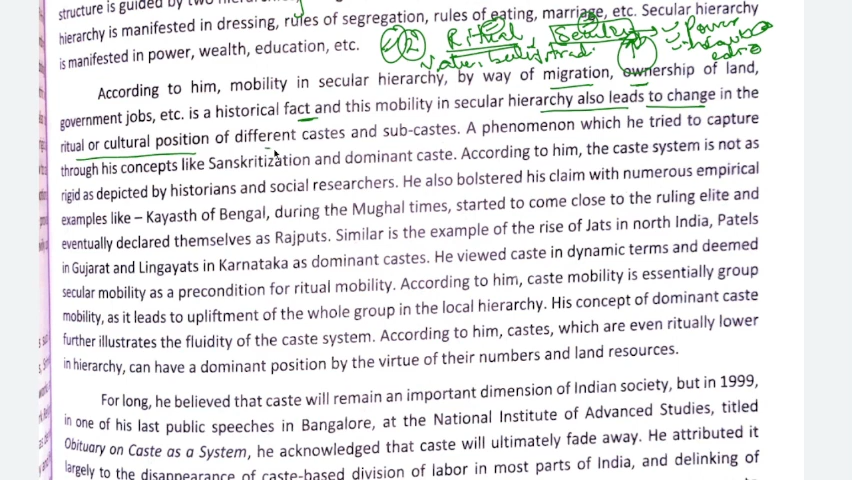 structure is guided by two
hierarchy is manifested in dressing, rules of segregation, rules of eating, marriage, etc. Secular hierarchy
is manifested in power, wealth, education, etc.
Ritual Secular Power
According to him, mobility in secular hierarchy, by way of migration, ownership of land,
government jobs, etc. is a historical fact and this mobility in secular hierarchy also leads to change in the
ritual or cultural position of different castes and sub-castes. A phenomenon which he tried to capture
through his concepts like Sanskritization and dominant caste. According to him, the caste system is not as
rigid as depicted by historians and social researchers. He also bolstered his claim with numerous empirical
examples like – Kayasth of Bengal, during the Mughal times, started to come close to the ruling elite and
eventually declared themselves as Rajputs. Similar is the example of the rise of Jats in north India, Patels
in Gujarat and Lingayats in Karnataka as dominant castes. He viewed caste in dynamic terms and deemed
secular mobility as a precondition for ritual mobility. According to him, caste mobility is essentially group
mobility, as it leads to upliftment of the whole group in the local hierarchy. His concept of dominant caste
further illustrates the fluidity of the caste system. According to him, castes, which are even ritually lower
in hierarchy, can have a dominant position by the virtue of their numbers and land resources.
For long, he believed that caste will remain an important dimension of Indian society, but in 1999,
in one of his last public speeches in Bangalore, at the National Institute of Advanced Studies, titled
Obituary on Caste as a System, he acknowledged that caste will ultimately fade away. He attributed it
largely to the disappearance of caste-based division of labor in most parts of India, and delinking of